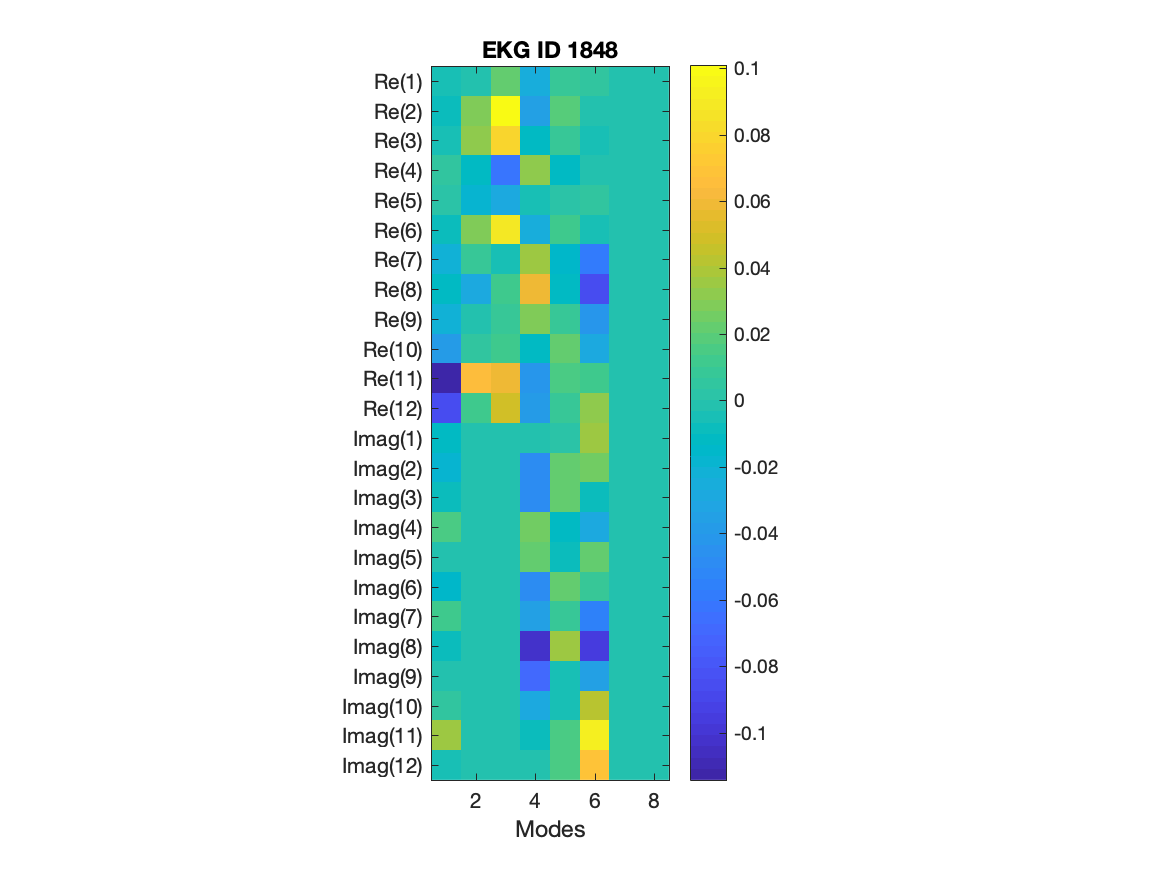 EKG ID 1848
Re(1)
Re(2)
Re(3)
Re(4)
Re(5)
Re(6)
Re(7)
Re(8)
Re(9)
Re(10)
Re(11)
Re(12)
Imag(1)
Imag(2)
Imag(3)
Imag(4)
Imag(5)
Imag(6)
Imag(7)
Imag(8)
Imag(9)
Imag(10)
Imag(11)
Imag(12)
2 4 6 8
Modes
0.1
0.08
0.06
0.04
0.02
0
-0.02
-0.04
-0.06
-0.08
-0.1